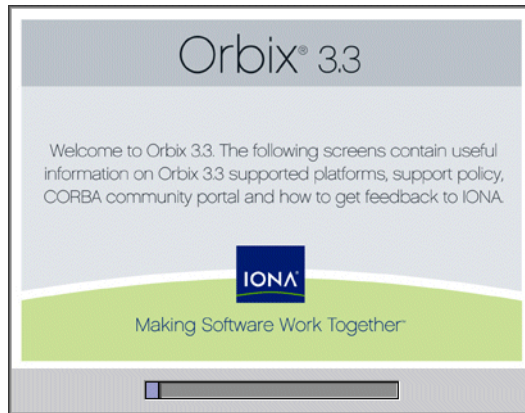 Orbix® 3.3
Welcome to Orbix 3.3. The following screens contain useful
information on Orbix 3.3 supported platforms, support policy,
CORBA community portal and how to get feedback to IONA.
IONA
Making Software Work Together™